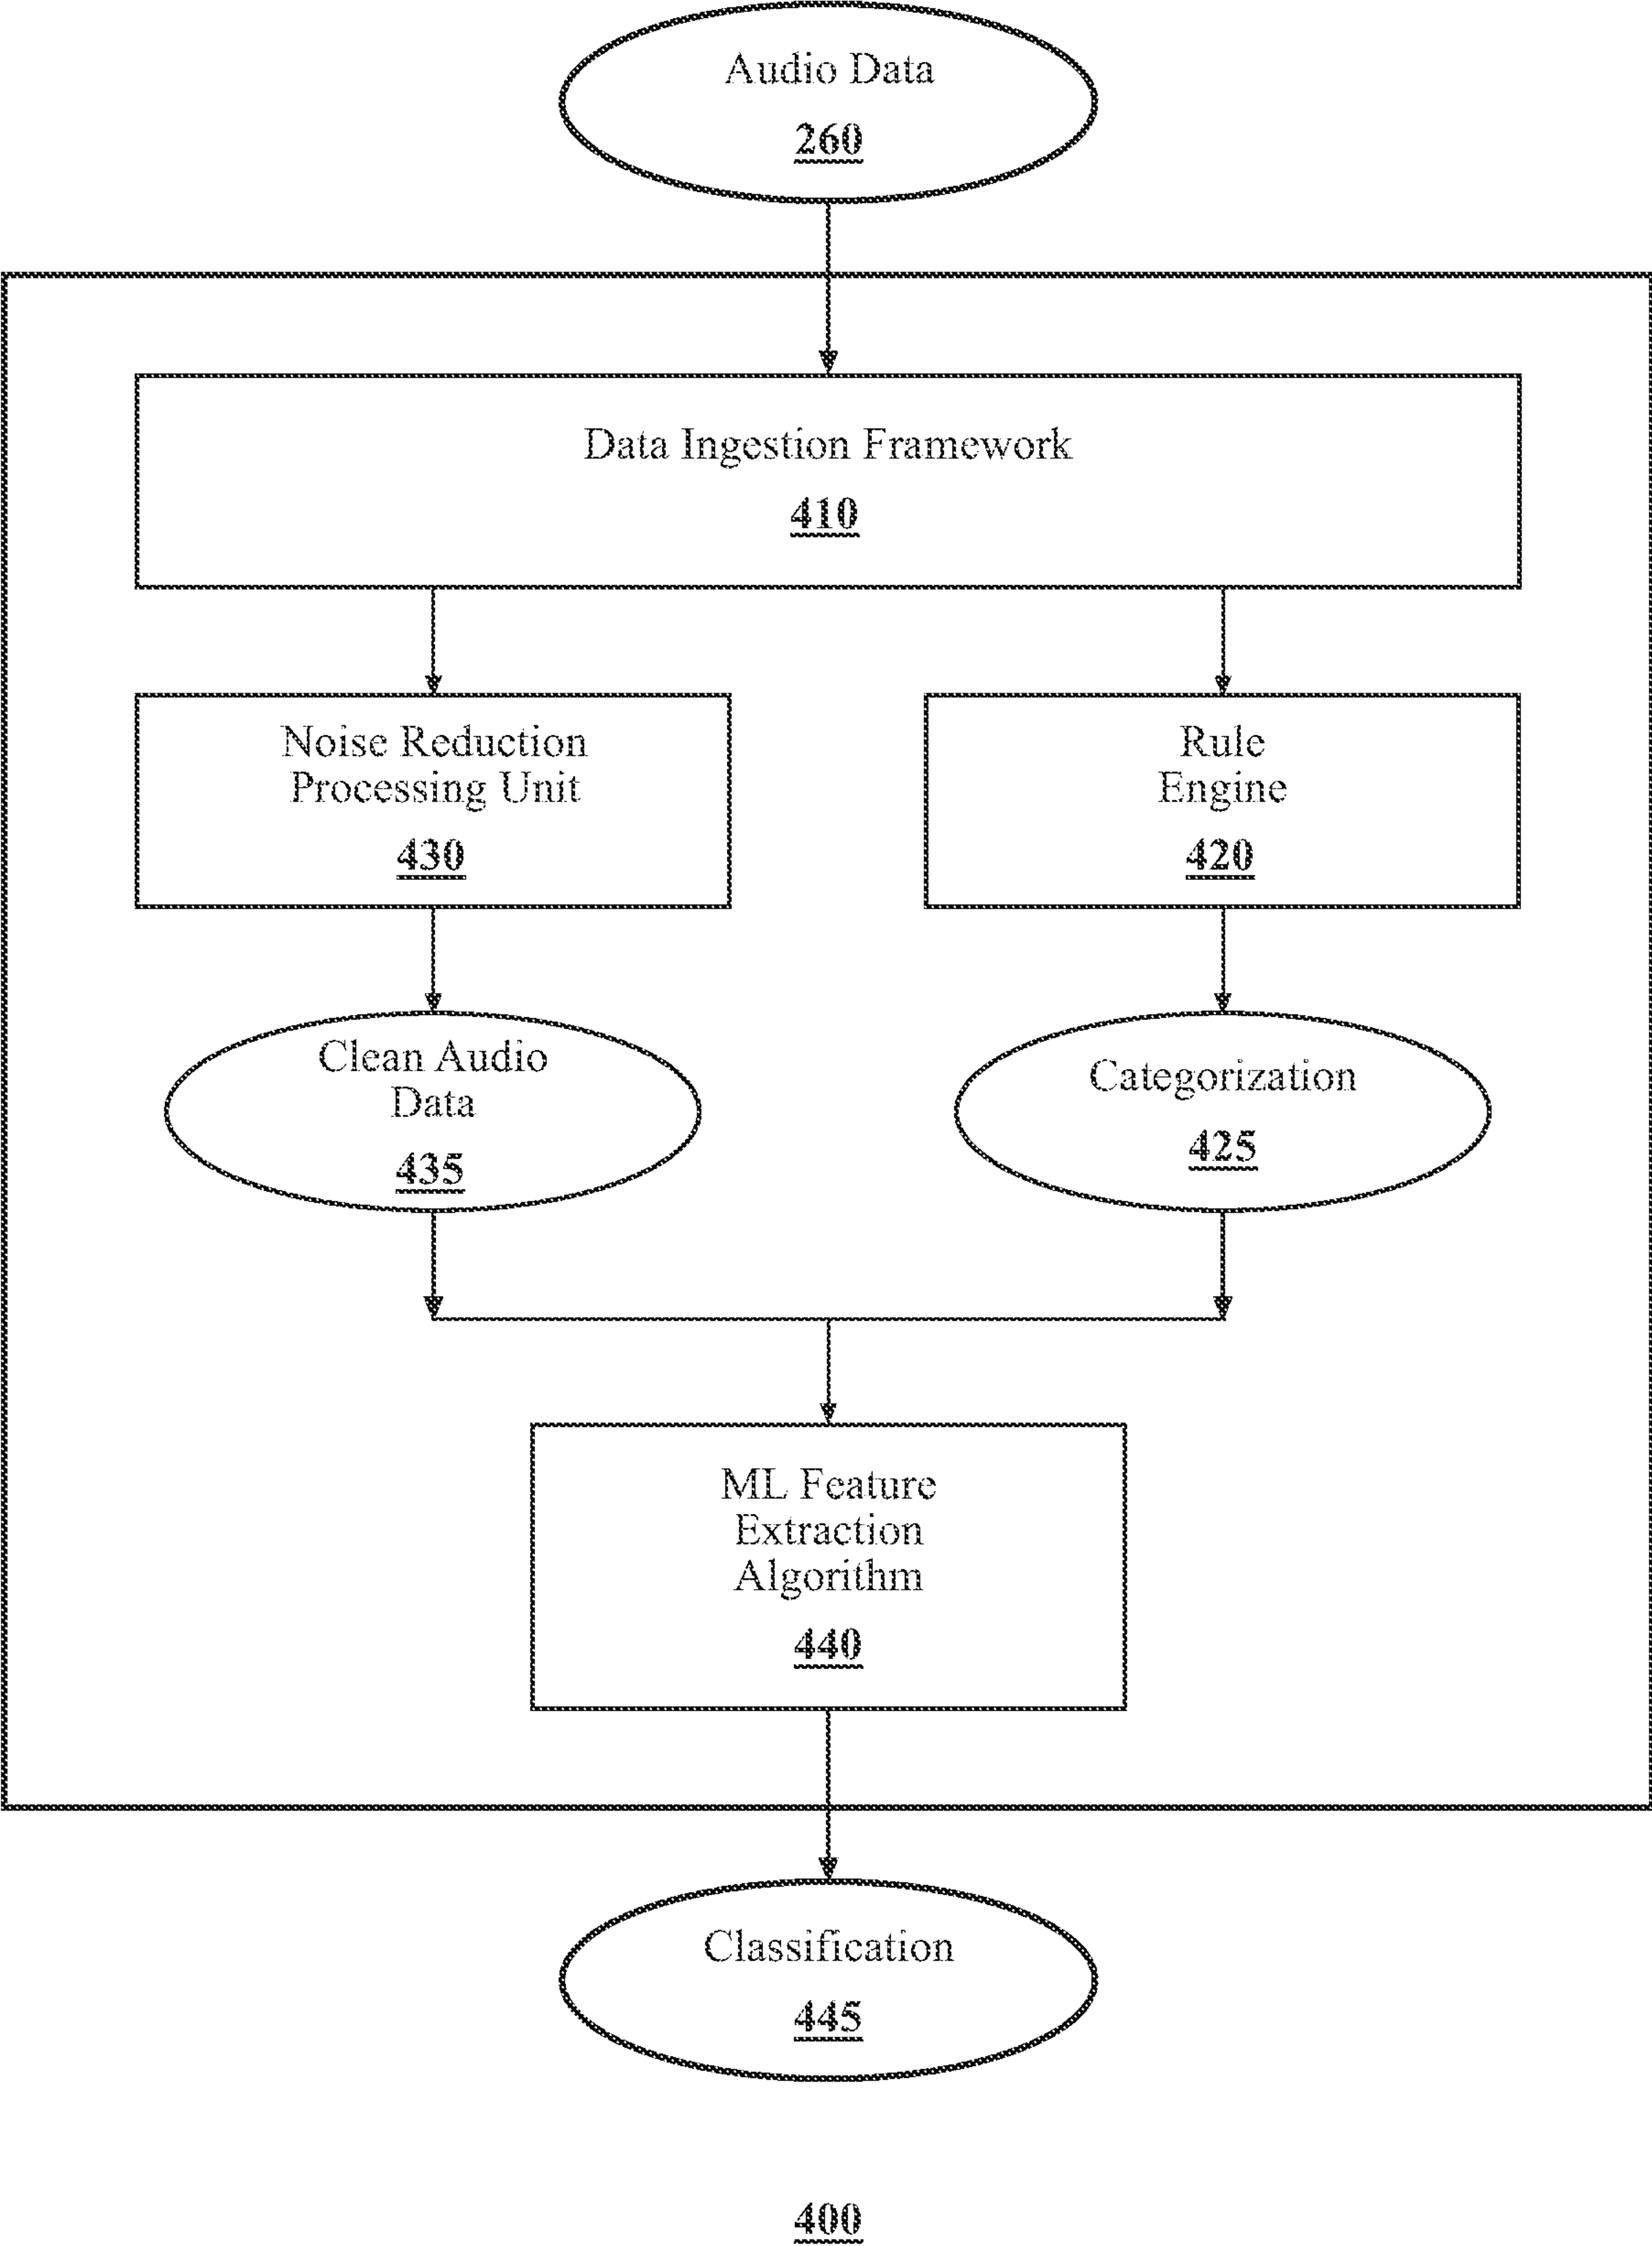 Audio Data
260
Data Ingestion Framework
410
Noise Reduction
Processing Unit
430
Rule
Engine
420
Clean Audio
Data
435
Categorization
425
ML Feature
Extraction
Algorithm
440
Classification
445
400